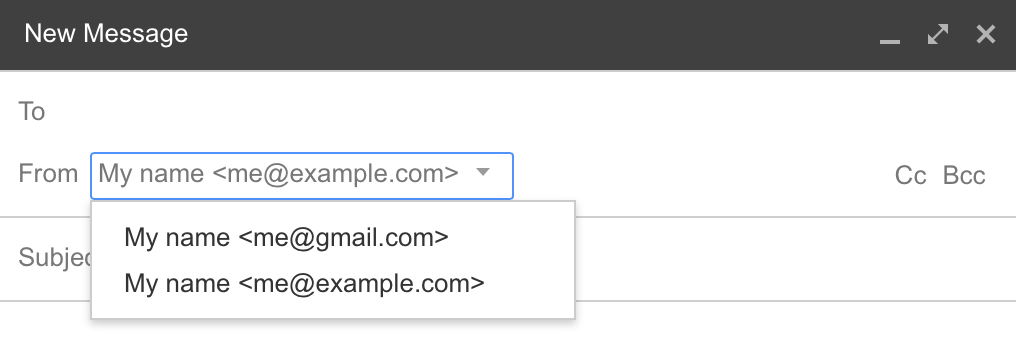 New Message
To
From My name <me@example.com> Cc Bcc
My name <me@gmail.com>
Subjec
My name <me@example.com>